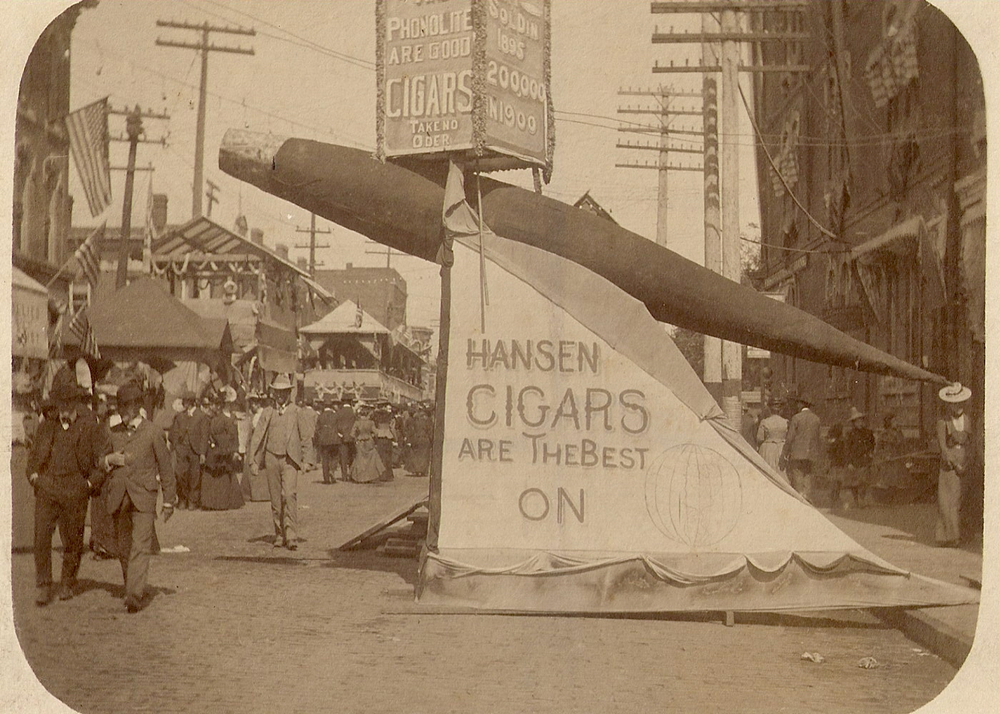 PHONOLITE
ARE GOOD
CIGARS
TAKE NO
ODER
SOLD IN
1895
200,000
IN 1900
HANSEN
CIGARS
ARE THE BEST
ON